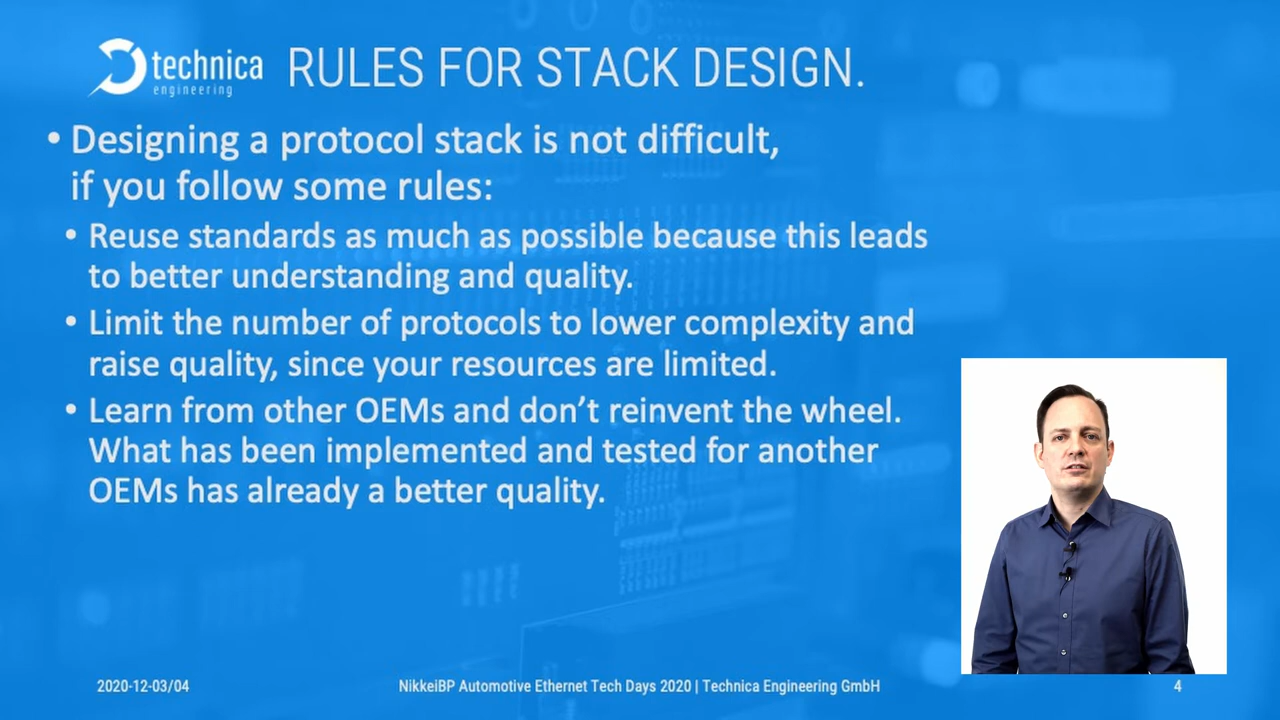 technica
engineering
RULES FOR STACK DESIGN.
• Designing a protocol stack is not difficult,
if you follow some rules:
• Reuse standards as much as possible because this leads
to better understanding and quality.
• Limit the number of protocols to lower complexity and
raise quality, since your resources are limited.
• Learn from other OEMs and don’t reinvent the wheel.
What has been implemented and tested for another
OEMs has already a better quality.
2020-12-03/04
NikkeiBP Automotive Ethernet Tech Days 2020 | Technica Engineering GmbH
4